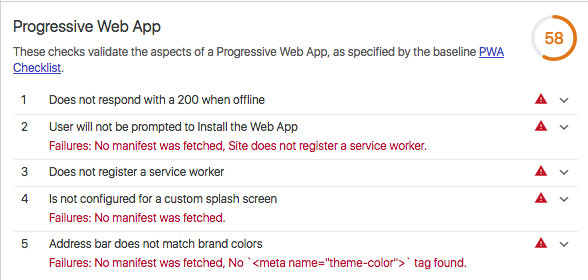 Progressive Web App
58
These checks validate the aspects of a Progressive Web App, as specified by the baseline PWA
Checklist.
1 Does not respond with a 200 when offline
2 User will not be prompted to Install the Web App
Failures: No manifest was fetched, Site does not register a service worker.
3 Does not register a service worker
4 Is not configured for a custom splash screen
Failures: No manifest was fetched.
5 Address bar does not match brand colors
Failures: No manifest was fetched, No `<meta name="theme-color">` tag found.